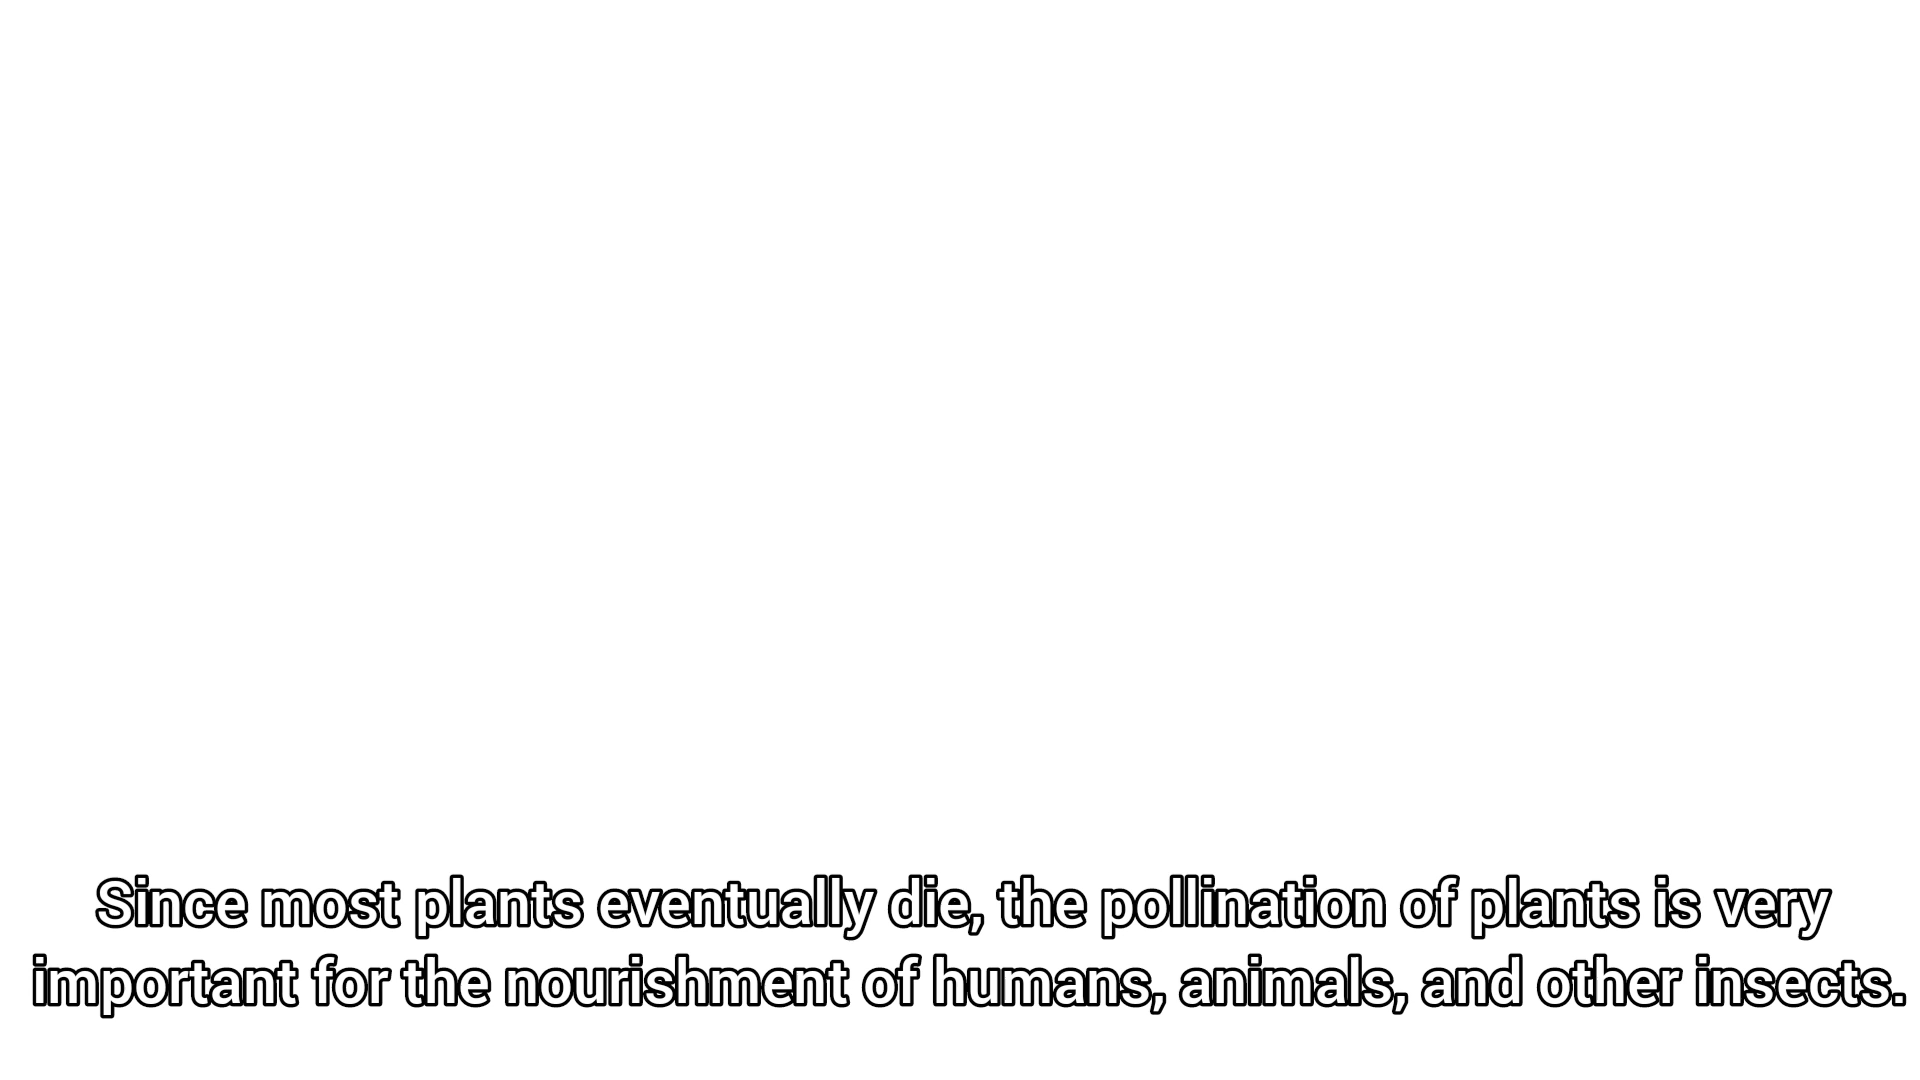 Since most plants eventually die, the pollination of plants is very
important for the nourishment of humans, animals, and other insects.